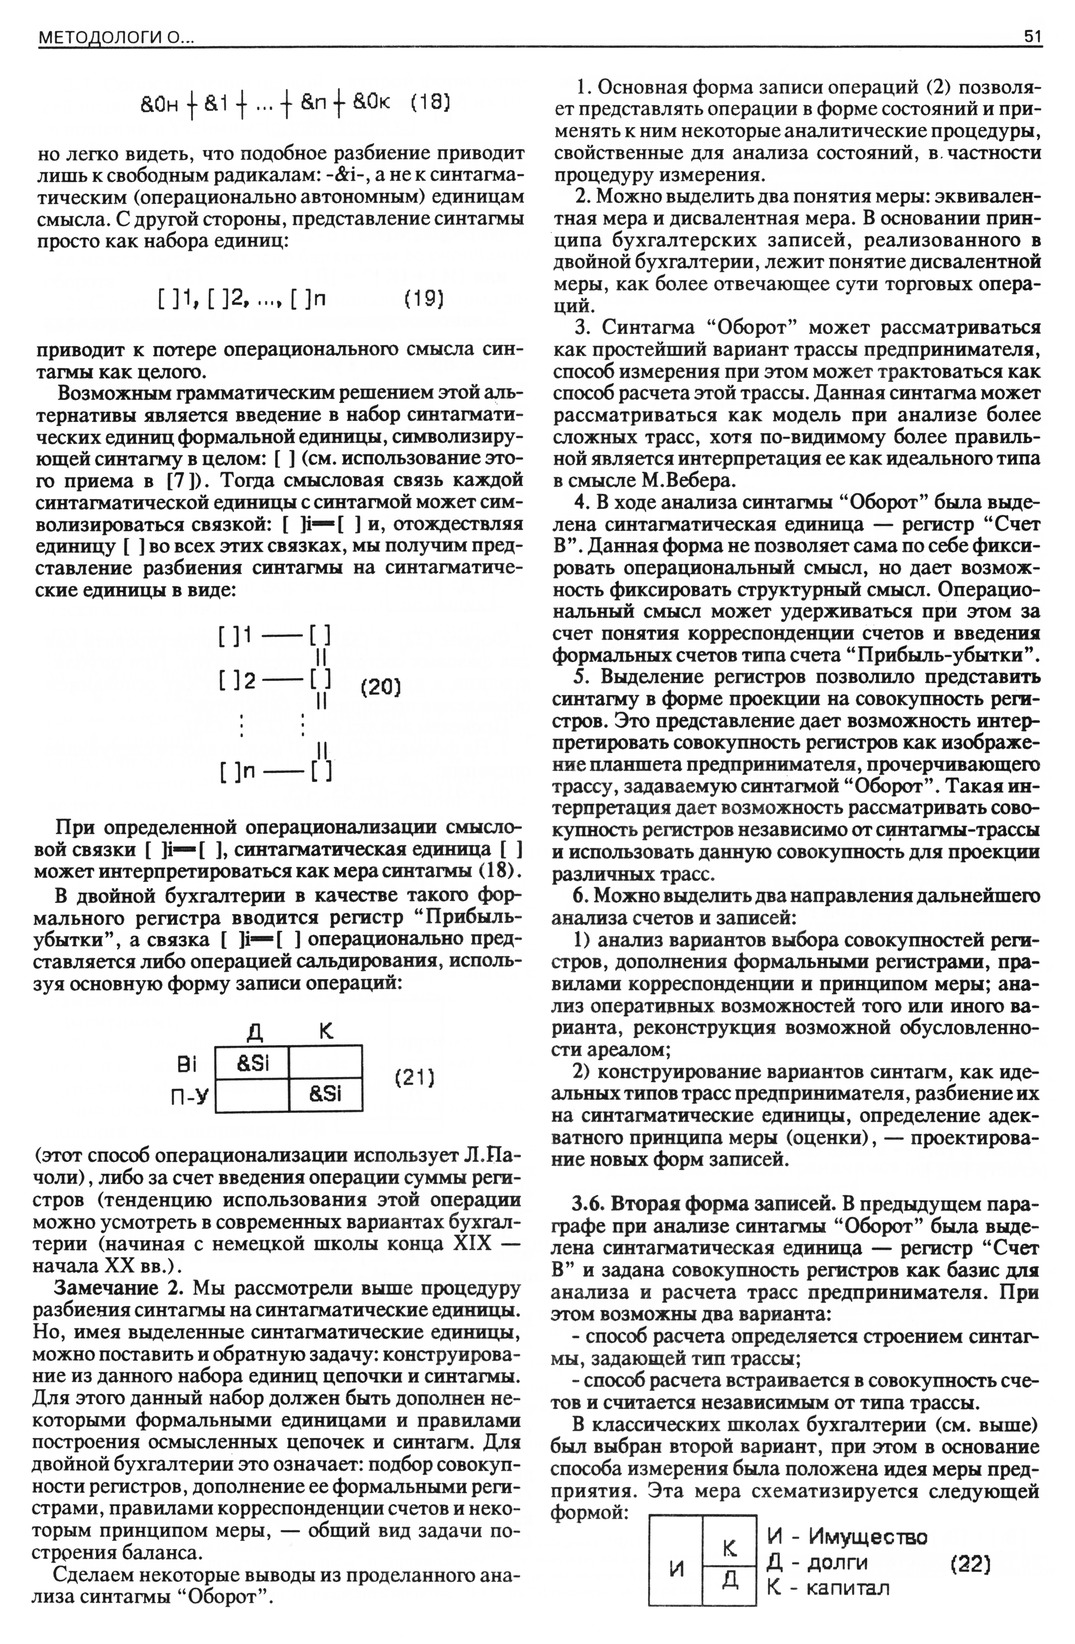 МЕТОДОЛОГИ О...
51
&0н ┼ &1 ┼ ... ┼ &п ┼ &0к (18)
но легко видеть, что подобное разбиение приводит
лишь к свободным радикалам: -&i-, а не к синтагма-
тическим (операционально автономным) единицам
смысла. С другой стороны, представление синтагмы
просто как набора единиц:
[ ]1, [ ]2, ..., [ ]п (19)
приводит к потере операционального смысла син-
тагмы как целого.
Возможным грамматическим решением этой аль-
тернативы является введение в набор синтагмати-
ческих единиц формальной единицы, символизиру-
ющей синтагму в целом: [ ] (см. использование это-
го приема в [7]). Тогда смысловая связь каждой
синтагматической единицы с синтагмой может сим-
волизироваться связкой: [ ]i━[ ] и, отождествляя
единицу [ ] во всех этих связках, мы получим пред-
ставление разбиения синтагмы на синтагматиче-
ские единицы в виде:
[ ]1 — [ ]
||
[ ]2 — [ ] (20)
||
: :
||
[ ]п — [ ]
При определенной операционализации смысло-
вой связки [ ]i━[ ], синтагматическая единица [ ]
может интерпретироваться как мера синтагмы (18).
В двойной бухгалтерии в качестве такого фор-
мального регистра вводится регистр “Прибыль-
убытки”, а связка [ ]i━[ ] операционально пред-
ставляется либо операцией сальдирования, исполь-
зуя основную форму записи операций:
Д К
Вi &Si
(21)
П-У &Si
(этот способ операционализации использует Л.Па-
чоли), либо за счет введения операции суммы реги-
стров (тенденцию использования этой операции
можно усмотреть в современных вариантах бухгал-
терии (начиная с немецкой школы конца XIX —
начала XX вв.).
Замечание 2. Мы рассмотрели выше процедуру
разбиения синтагмы на синтагматические единицы.
Но, имея выделенные синтагматические единицы,
можно поставить и обратную задачу: конструирова-
ние из данного набора единиц цепочки и синтагмы.
Для этого данный набор должен быть дополнен не-
которыми формальными единицами и правилами
построения осмысленных цепочек и синтагм. Для
двойной бухгалтерии это означает: подбор совокуп-
ности регистров, дополнение ее формальными реги-
страми, правилами корреспонденции счетов и неко-
торым принципом меры, — общий вид задачи по-
строения баланса.
Сделаем некоторые выводы из проделанного ана-
лиза синтагмы “Оборот”.
1. Основная форма записи операций (2) позволя-
ет представлять операции в форме состояний и при-
менять к ним некоторые аналитические процедуры,
свойственные для анализа состояний, в. частности
процедуру измерения.
2. Можно выделить два понятия меры: эквивален-
тная мера и дисвалентная мера. В основании прин-
ципа бухгалтерских записей, реализованного в
двойной бухгалтерии, лежит понятие дисвалентной
меры, как более отвечающее сути торговых опера-
ций.
3. Синтагма “Оборот” может рассматриваться
как простейший вариант трассы предпринимателя,
способ измерения при этом может трактоваться как
способ расчета этой трассы. Данная синтагма может
рассматриваться как модель при анализе более
сложных трасс, хотя по-видимому более правиль-
ной является интерпретация ее как идеального типа
в смысле М.Вебера.
4. В ходе анализа синтагмы “Оборот” была выде-
лена синтагматическая единица — регистр “Счет
В”. Данная форма не позволяет сама по себе фикси-
ровать операциональный смысл, но дает возмож-
ность фиксировать структурный смысл. Операцио-
нальный смысл может удерживаться при этом за
счет понятия корреспонденции счетов и введения
формальных счетов типа счета “Прибыль-убытки”.
5. Выделение регистров позволило представить
синтагму в форме проекции на совокупность реги-
стров. Это представление дает возможность интер-
претировать совокупность регистров как изображе-
ние планшета предпринимателя, прочерчивающего
трассу, задаваемую синтагмой “Оборот”. Такая ин-
терпретация дает возможность рассматривать сово-
купность регистров независимо от синтагмы-трассы
и использовать данную совокупность для проекции
различных трасс.
6. Можно выделить два направления дальнейшего
анализа счетов и записей:
1) анализ вариантов выбора совокупностей реги-
стров, дополнения формальными регистрами, пра-
вилами корреспонденции и принципом меры; ана-
лиз оперативных возможностей того или иного ва-
рианта, реконструкция возможной обусловленно-
сти ареалом;
2) конструирование вариантов синтагм, как иде-
альных типов трасс предпринимателя, разбиение их
на синтагматические единицы, определение адек-
ватного принципа меры (оценки), — проектирова-
ние новых форм записей.
3.6. Вторая форма записей. В предыдущем пара-
графе при анализе синтагмы “Оборот” была выде-
лена синтагматическая единица — регистр “Счет
В” и задана совокупность регистров как базис для
анализа и расчета трасс предпринимателя. При
этом возможны два варианта:
- способ расчета определяется строением синтаг-
мы, задающей тип трассы;
- способ расчета встраивается в совокупность сче-
тов и считается независимым от типа трассы.
В классических школах бухгалтерии (см. выше)
был выбран второй вариант, при этом в основание
способа измерения была положена идея меры пред-
приятия. Эта мера схематизируется следующей
формой:
И К Д
И - Имущество
Д - долги (22)
К - капитал